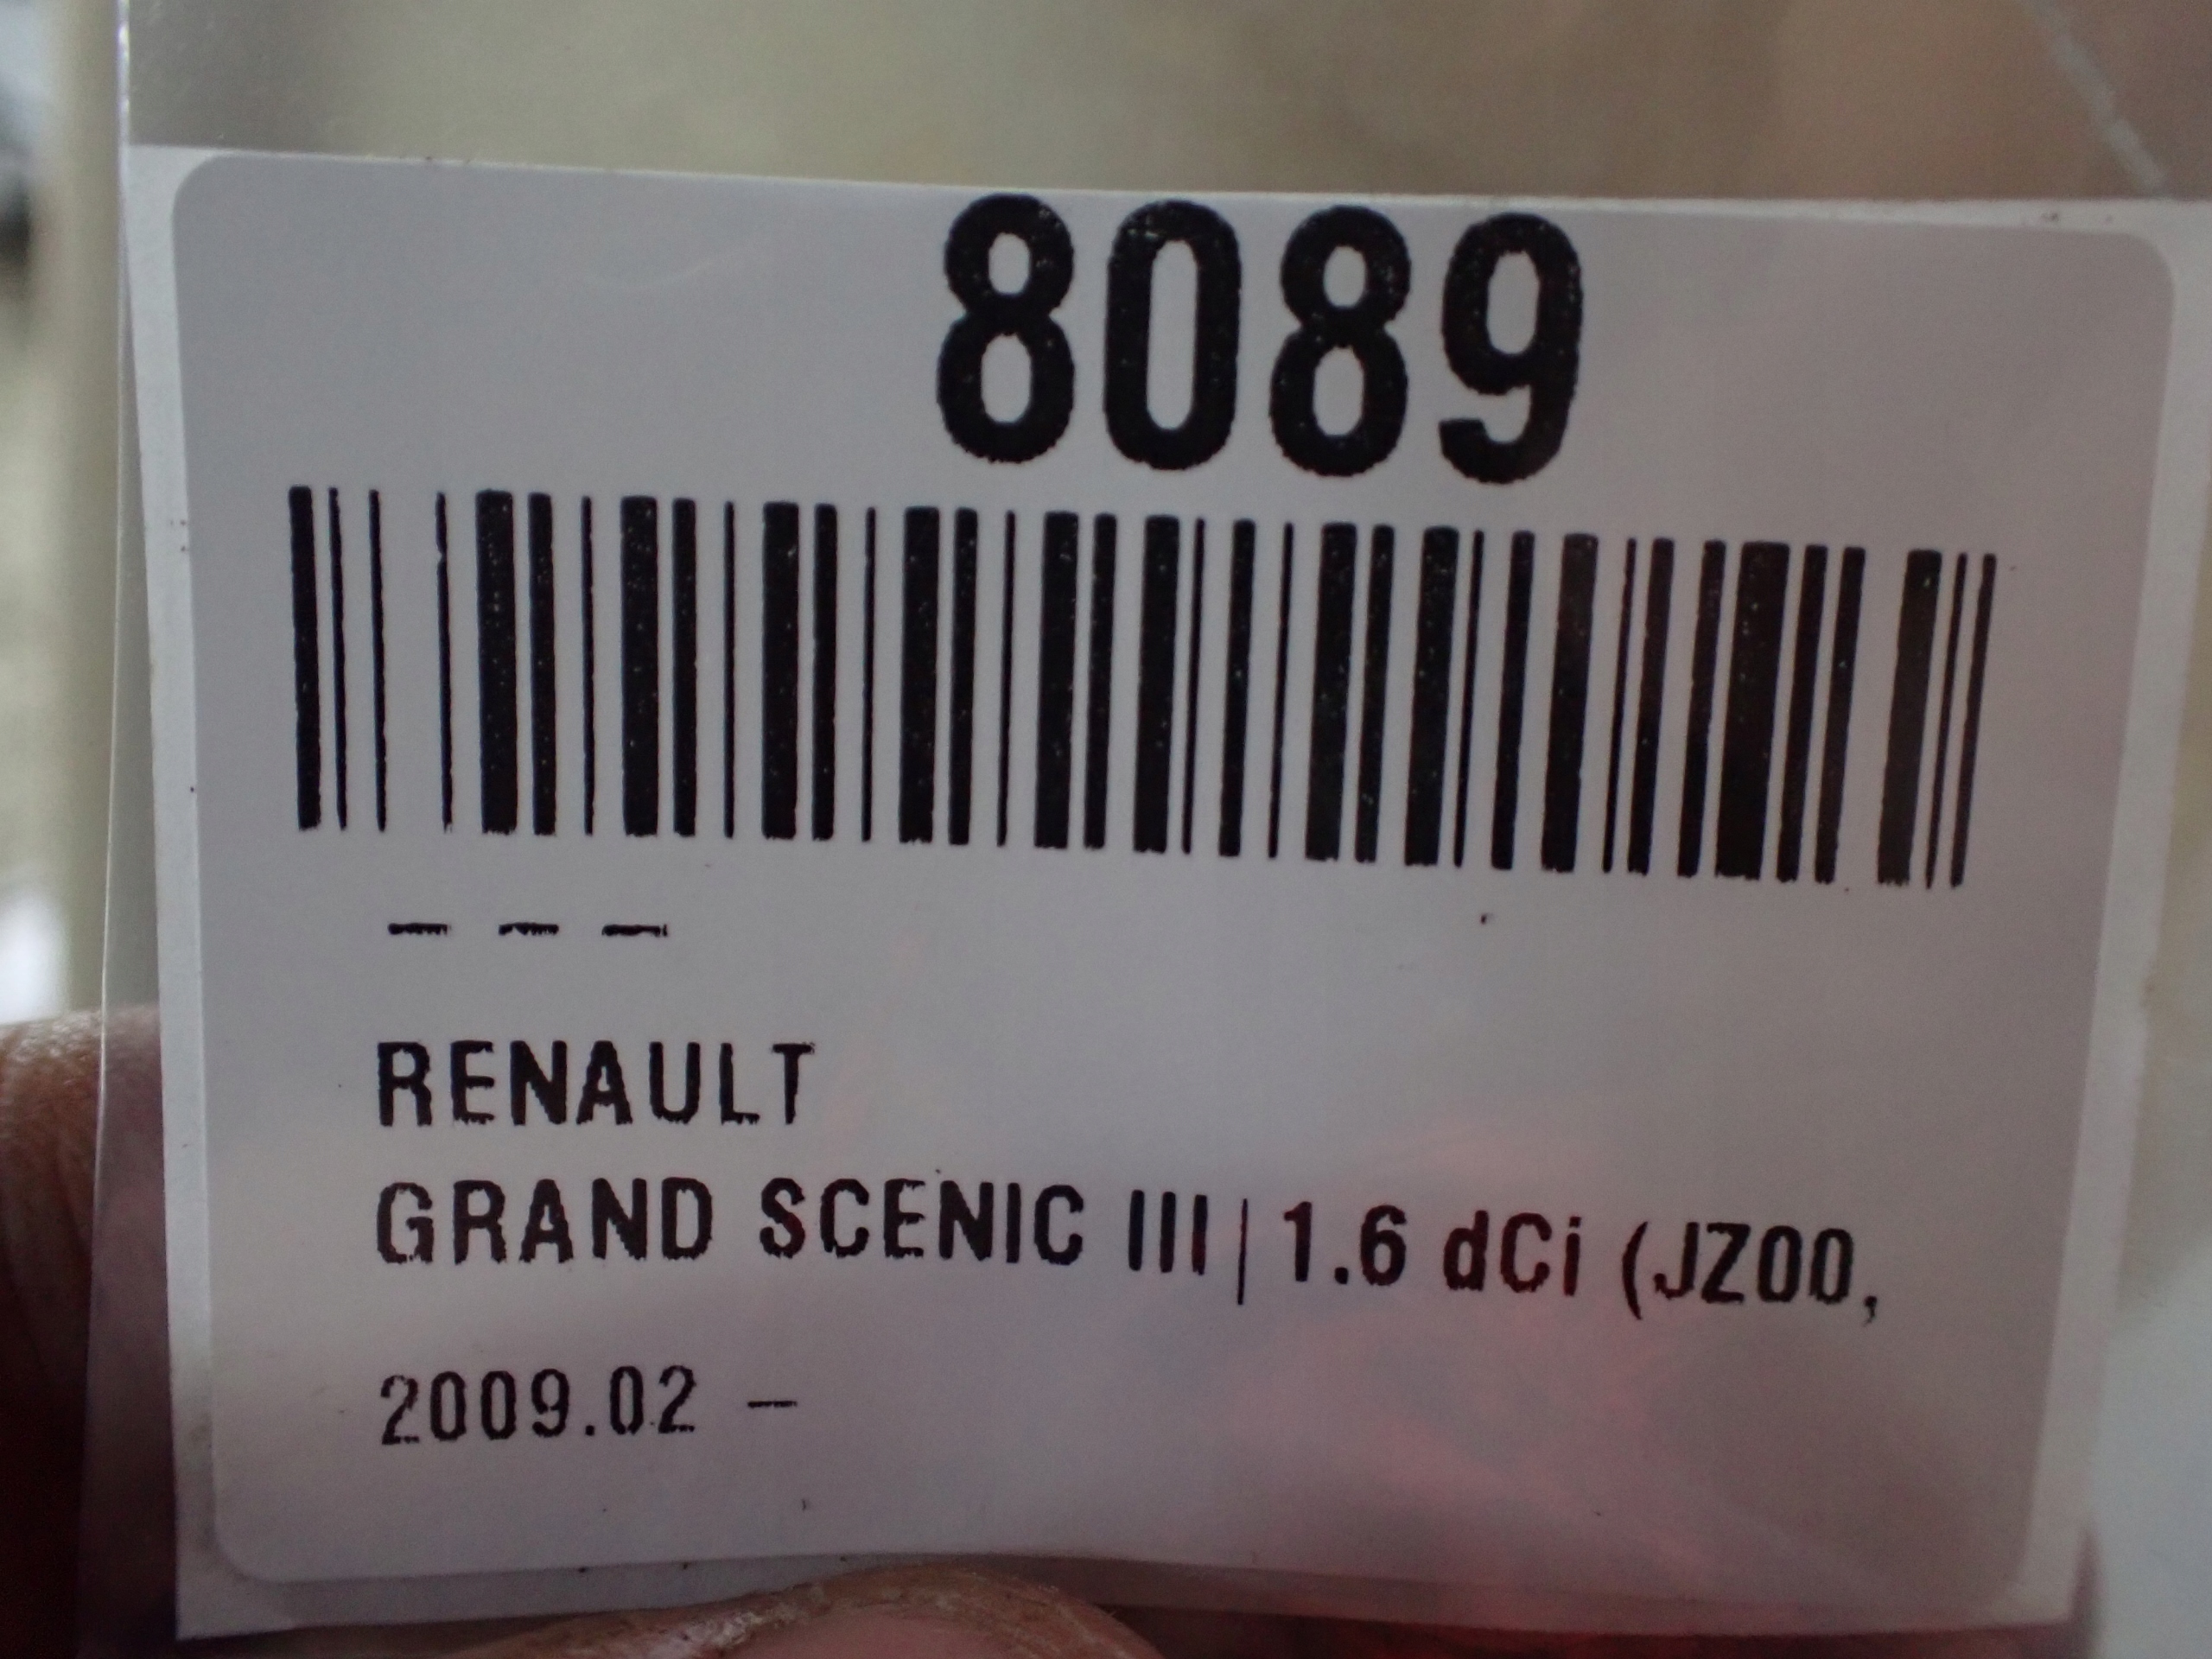 8089
– – –
RENAULT
GRAND SCENIC III | 1.6 dCi (JZ00,
2009.02 –